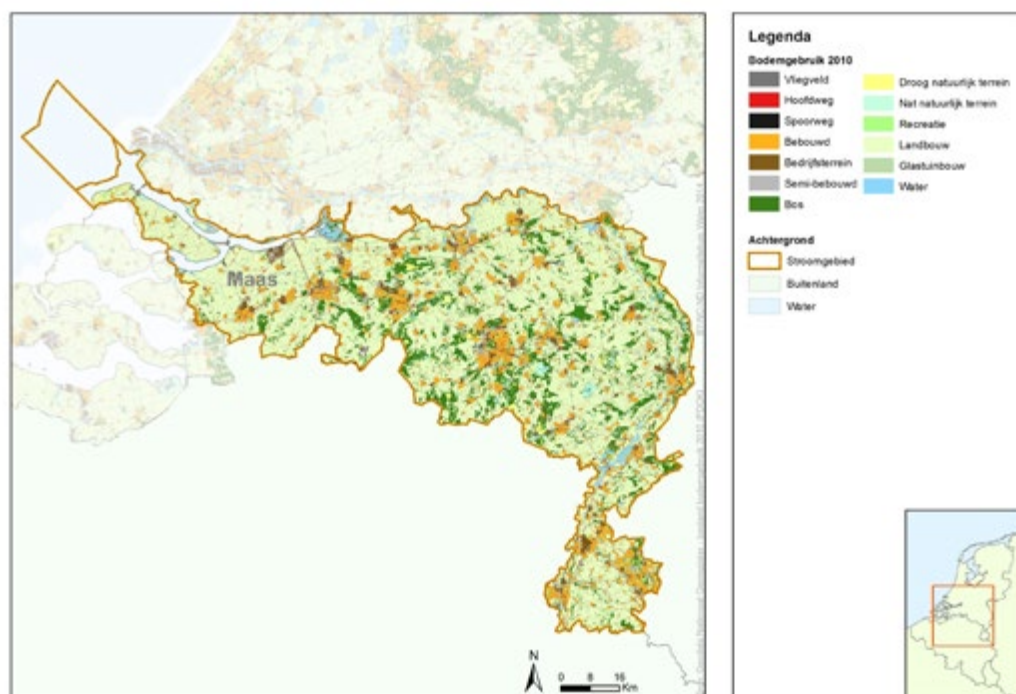 Maas
N
0 8 16
Km
Legenda
Bodemgebruik 2010
Vliegveld
Hoofdweg
Spoorweg
Bebouwd
Bedrijfsterrein
Semi-bebouwd
Bos
Droog natuurlijk terrein
Nat natuurlijk terrein
Recreatie
Landbouw
Glastuinbouw
Water
Achtergrond
Stroomgebied
Buitenland
Water